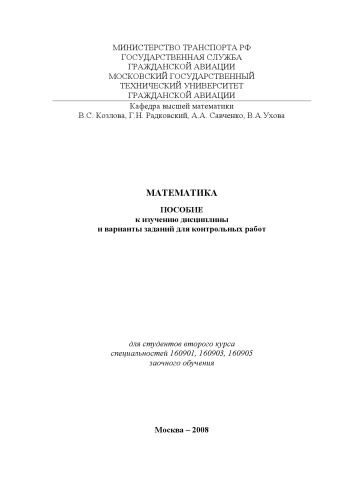 МИНИСТЕРСТВО ТРАНСПОРТА РФ
ГОСУДАРСТВЕННАЯ СЛУЖБА
ГРАЖДАНСКОЙ АВИАЦИИ
МОСКОВСКИЙ ГОСУДАРСТВЕННЫЙ
ТЕХНИЧЕСКИЙ УНИВЕРСИТЕТ
ГРАЖДАНСКОЙ АВИАЦИИ
Кафедра высшей математики
В.С. Козлова, Г.Н. Радковский, А.А. Савченко, В.А.Ухова
МАТЕМАТИКА
ПОСОБИЕ
к изучению дисциплины
и варианты заданий для контрольных работ
для студентов второго курса
специальностей 160901, 160903, 160905
заочного обучения
Москва – 2008